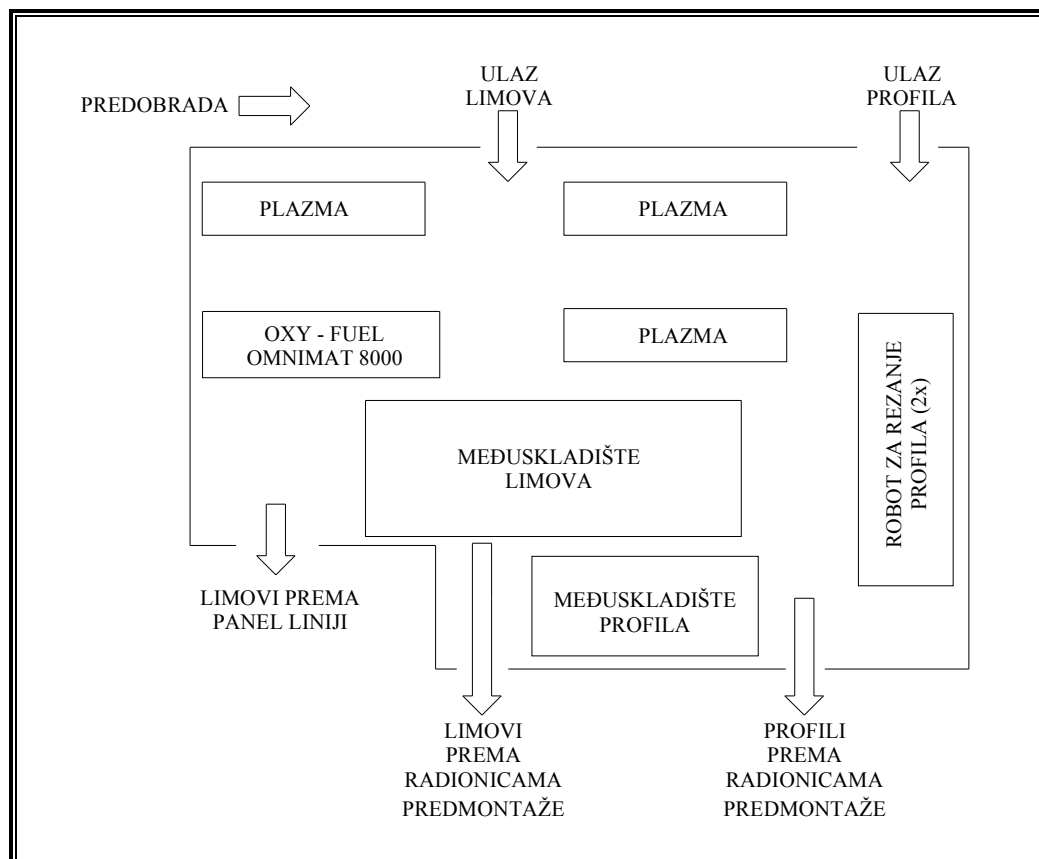 PREDOBRADA
ULAZ
LIMOVA
ULAZ
PROFILA
PLAZMA
PLAZMA
OXY - FUEL
OMNIMAT 8000
PLAZMA
ROBOT ZA REZANJE
PROFILA (2x)
MEĐUSKLADIŠTE
LIMOVA
LIMOVI PREMA
PANEL LINIJI
MEĐUSKLADIŠTE
PROFILA
LIMOVI
PREMA
RADIONICAMA
PREDMONTAŽE
PROFILI
PREMA
RADIONICAMA
PREDMONTAŽE